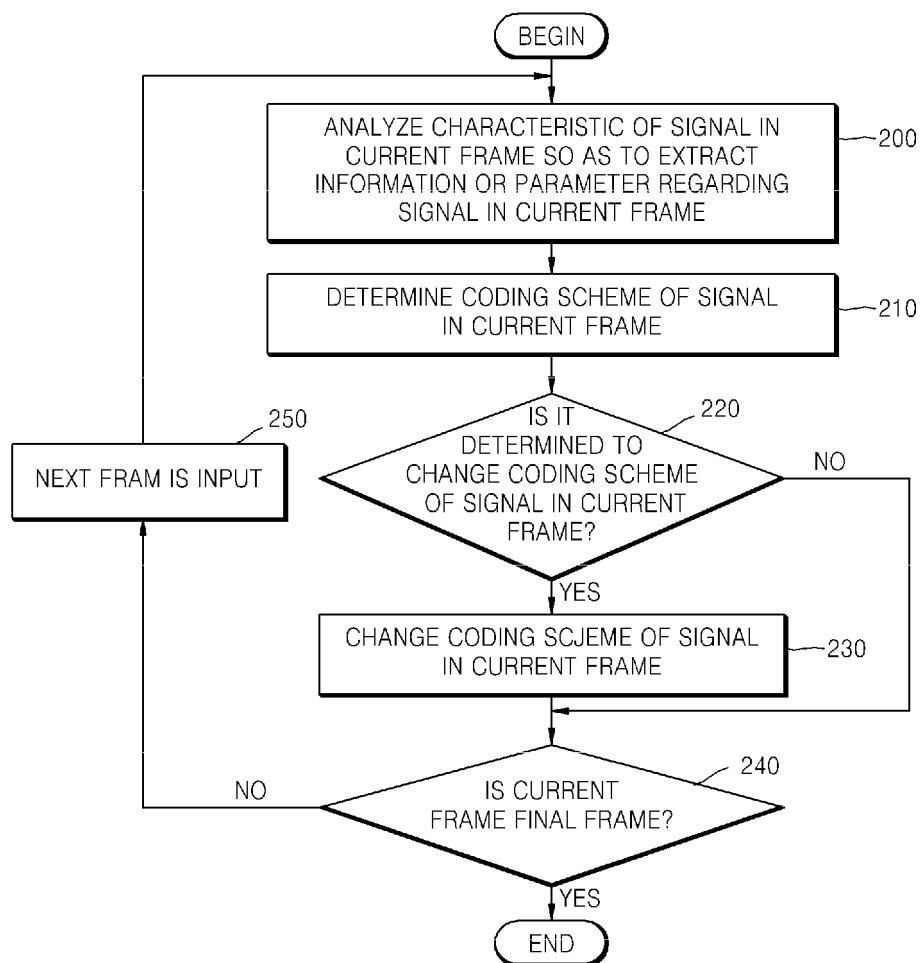 BEGIN
ANALYZE CHARACTERISTIC OF SIGNAL IN
CURRENT FRAME SO AS TO EXTRACT
INFORMATION OR PARAMETER REGARDING
SIGNAL IN CURRENT FRAME
200
DETERMINE CODING SCHEME OF SIGNAL
IN CURRENT FRAME
210
IS IT
DETERMINED TO
CHANGE CODING SCHEME
OF SIGNAL IN CURRENT
FRAME?
220
NO
YES
250
NEXT FRAM IS INPUT
CHANGE CODING SCJEME OF SIGNAL
IN CURRENT FRAME
230
IS CURRENT
FRAME FINAL FRAME?
240
NO
YES
END